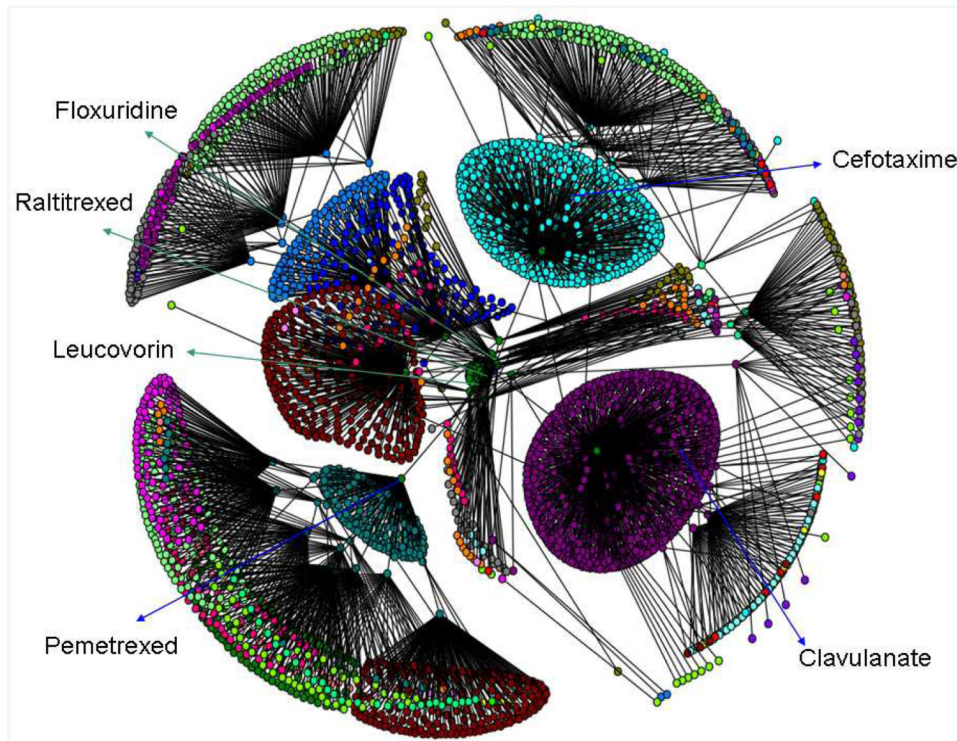 Floxuridine
Cefotaxime
Raltitrexed
Leucovorin
Pemetrexed
Clavulanate